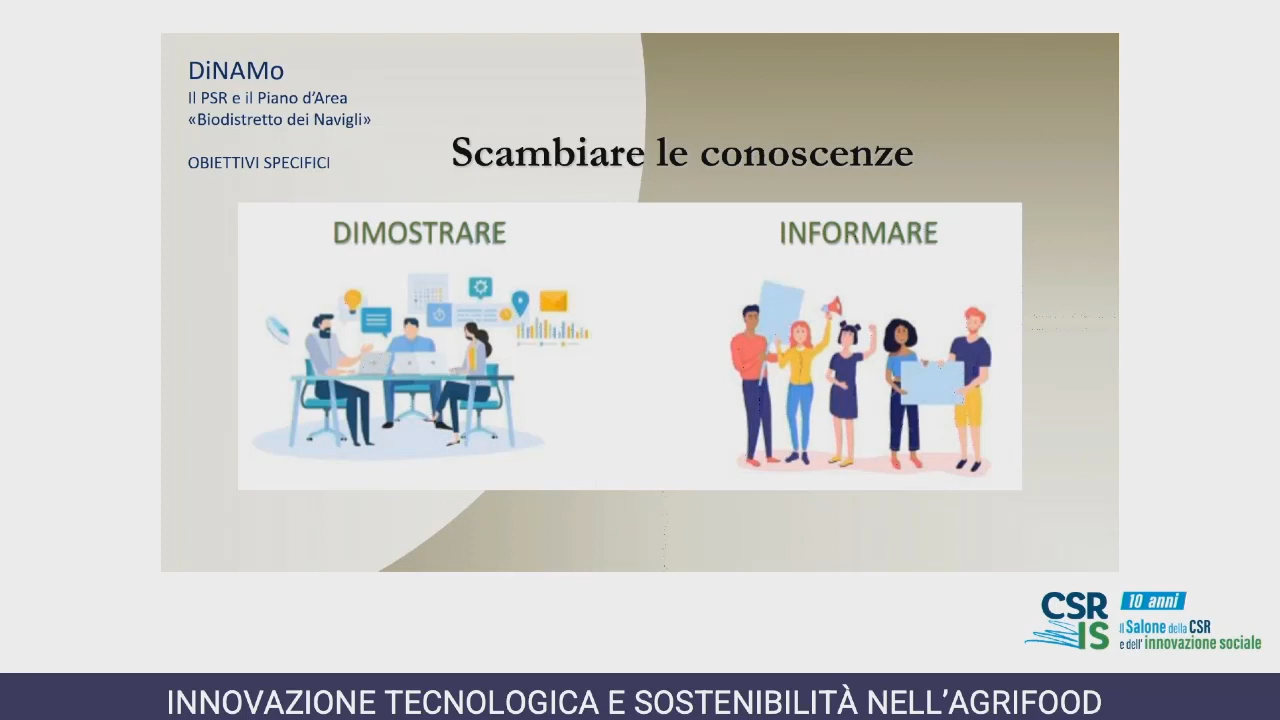 DiNAMo
Il PSR e il Piano d'Area
«Biodistretto dei Navigli»
OBIETTIVI SPECIFICI
Scambiare le conoscenze
DIMOSTRARE
INFORMARE
CSR
IS
10 anni
il Salone della CSR
e dell' innovazione sociale
INNOVAZIONE TECNOLOGICA E SOSTENIBILITÀ NELL'AGRIFOOD